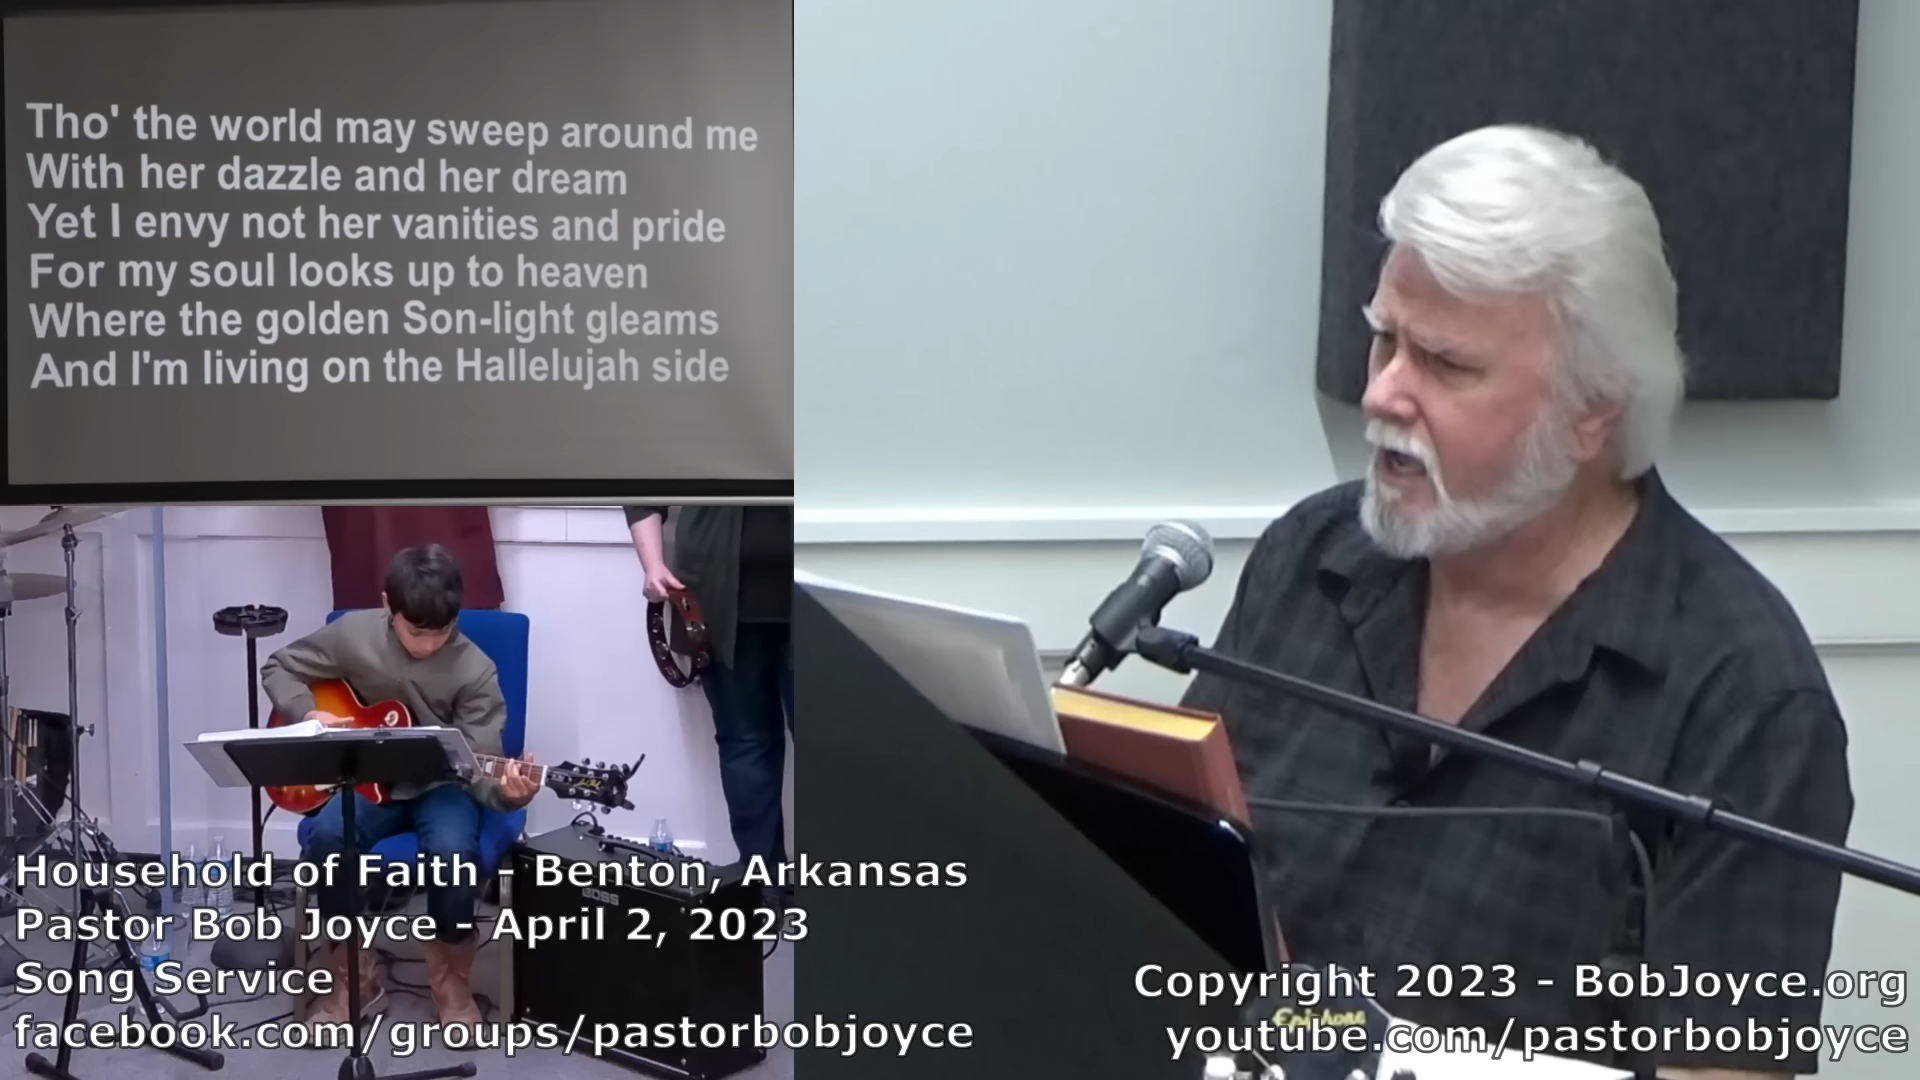 Tho' the world may sweep around me
With her dazzle and her dream
Yet I envy not her vanities and pride
For my soul looks up to heaven
Where the golden Son-light gleams
And I'm living on the Hallelujah side
BOSS
Household of Faith - Benton, Arkansas
Pastor Bob Joyce - April 2, 2023
Song Service
facebook.com/groups/pastorbobjoyce
Copyright 2023 - BobJoyce.org
Epiphone
youtube.com/pastorbobjoyce